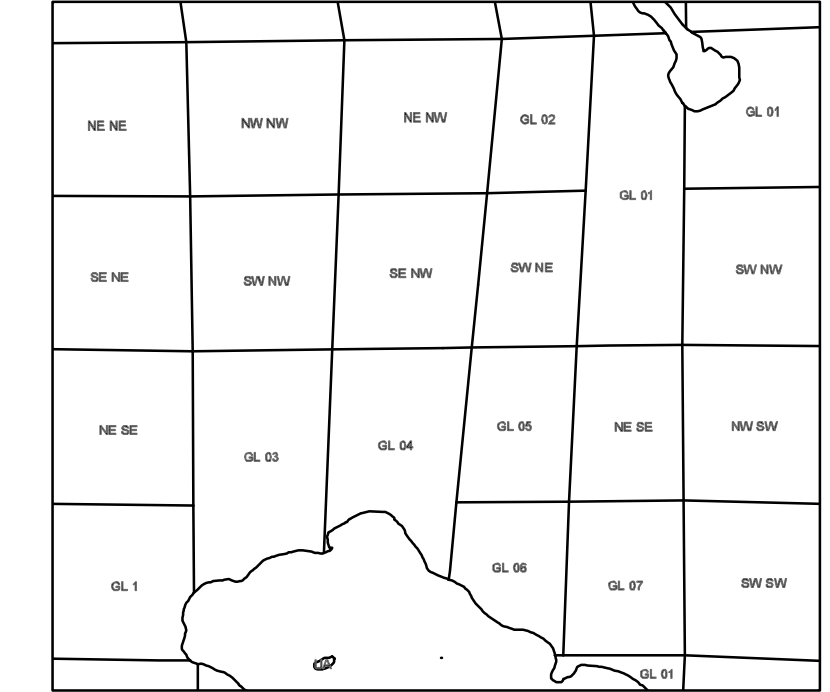 NE NE
NW NW
NE NW
GL 02
GL 01
GL 01
SE NE
SW NW
SE NW
SW NE
SW NW
NE SE
GL 03
GL 04
GL 05
NE SE
NW SW
GL 1
GL 06
GL 07
SW SW
GL 01